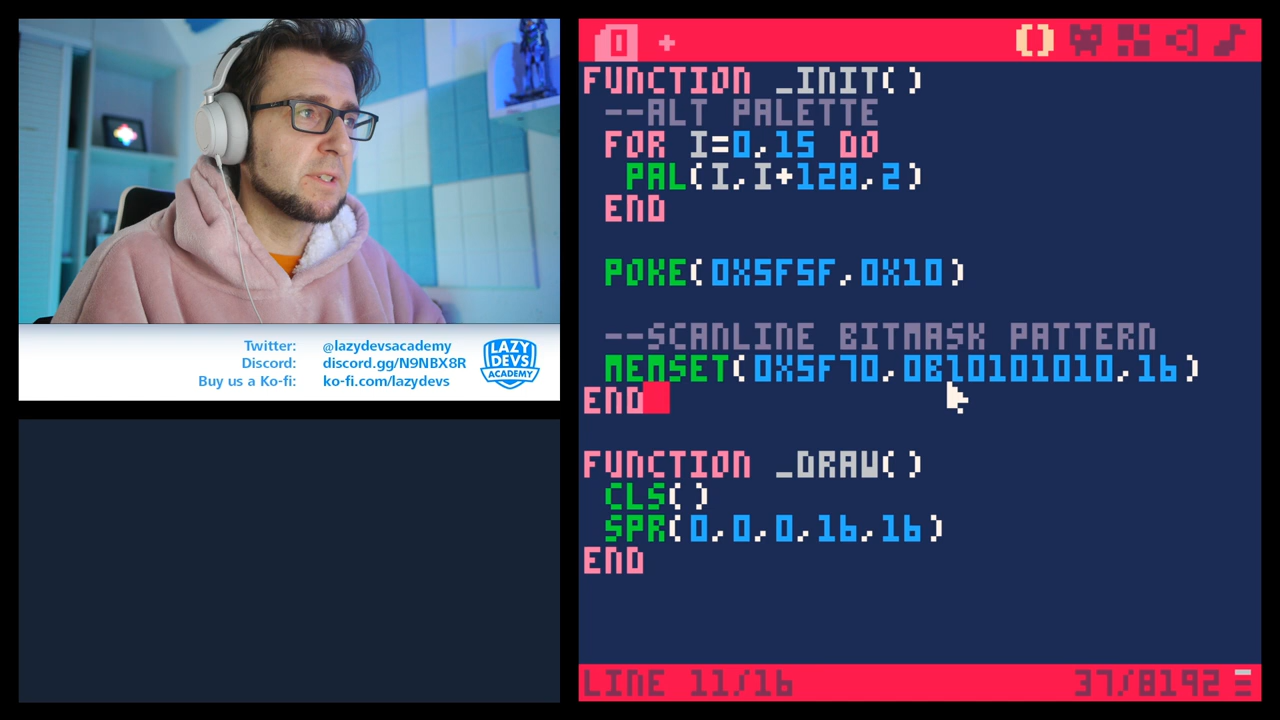 Twitter: @lazydevsacademy
Discord: discord.gg/N9NBX8R
Buy us a Ko-fi: ko-fi.com/lazydevs
LAZY
DEVS
ACADEMY
0 +
FUNCTION _INIT()
--ALT PALETTE
FOR I=0,15 DO
PAL(I,I+128,2)
END
POKE(0X5F5F,0X10)
--SCANLINE BITMASK PATTERN
MEMSET(0X5F70,0B10101010,16)
END
FUNCTION _DRAW()
CLS()
SPR(0,0,0,16,16)
END
LINE 11/16
37/8192